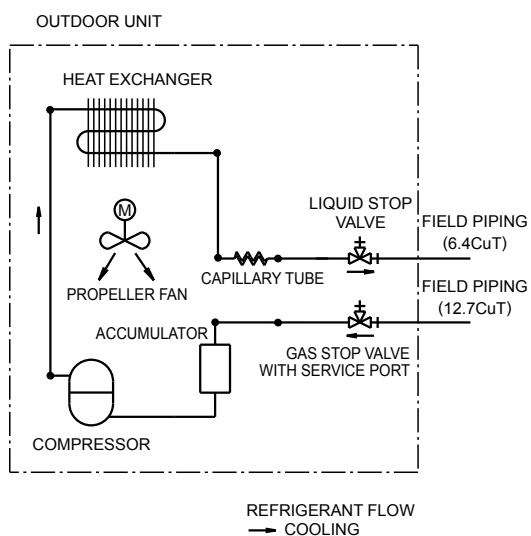 OUTDOOR UNIT
HEAT EXCHANGER
M
PROPELLER FAN
LIQUID STOP
VALVE
FIELD PIPING
(6.4CuT)
CAPILLARY TUBE
FIELD PIPING
(12.7CuT)
ACCUMULATOR
GAS STOP VALVE
WITH SERVICE PORT
COMPRESSOR
REFRIGERANT FLOW
COOLING